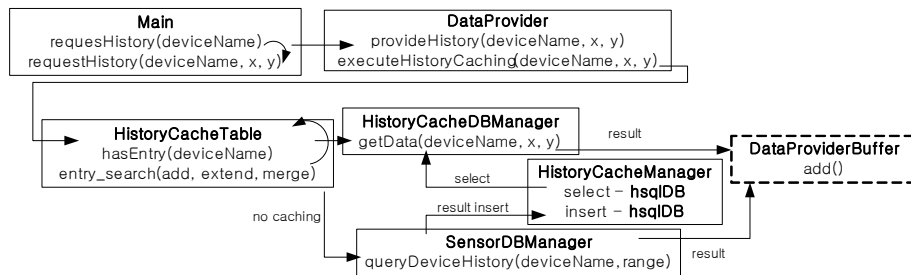 Main
requesHistory(deviceName)
requestHistory(deviceName, x, y)
DataProvider
provideHistory(deviceName, x, y)
executeHistoryCaching(deviceName, x, y)
HistoryCacheTable
hasEntry(deviceName)
entry_search(add, extend, merge)
HistoryCacheDBManager
getData(deviceName, x, y)
result
DataProviderBuffer
add()
select
HistoryCacheManager
select - hsqlDB
insert - hsqlDB
no caching
result insert
SensorDBManager
queryDeviceHistory(deviceName,range)
result